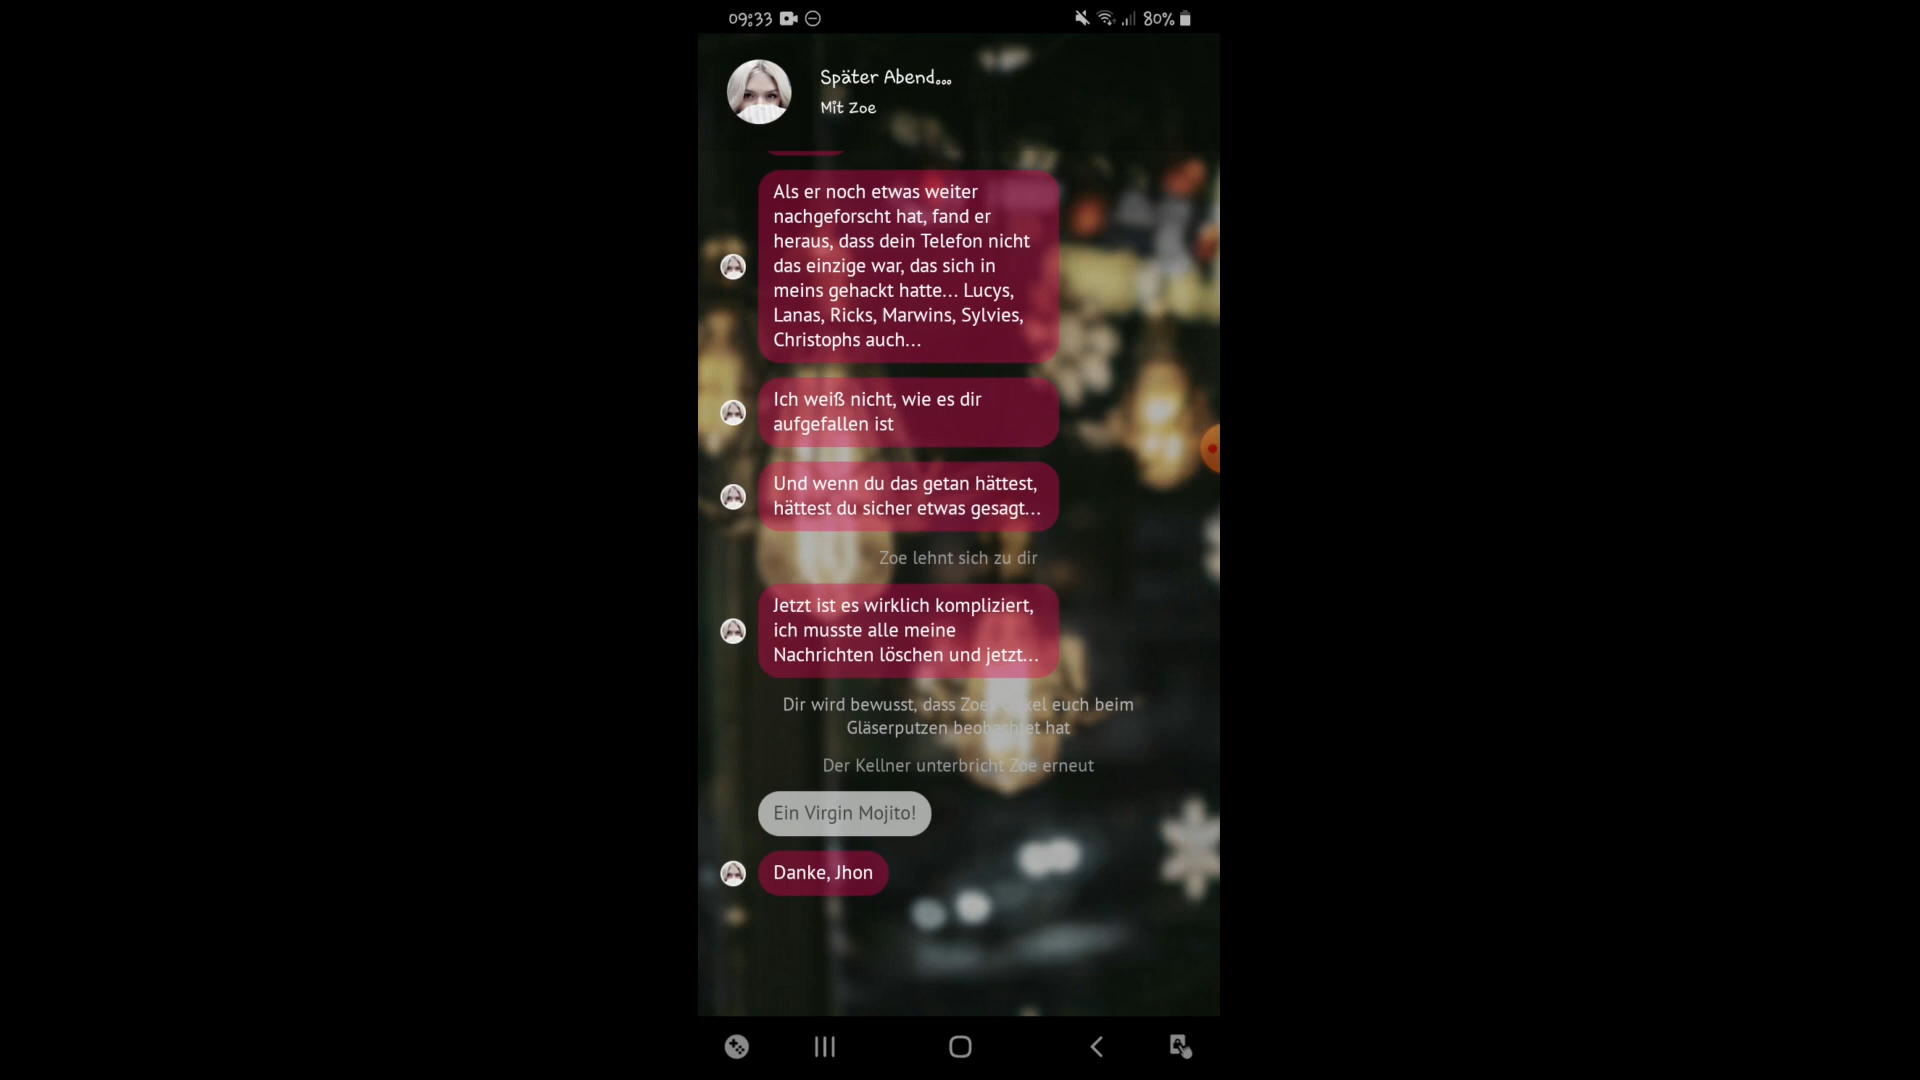 09:33
80%
Später Abend...
Mit Zoe
Als er noch etwas weiter
nachgeforscht hat, fand er
heraus, dass dein Telefon nicht
das einzige war, das sich in
meins gehackt hatte... Lucys,
Lanas, Ricks, Marwins, Sylvies,
Christophs auch...
Ich weiß nicht, wie es dir
aufgefallen ist
Und wenn du das getan hättest,
hättest du sicher etwas gesagt...
Zoe lehnt sich zu dir
Jetzt ist es wirklich kompliziert,
ich musste alle meine
Nachrichten löschen und jetzt...
Dir wird bewusst, dass Zoes Onkel euch beim
Gläserputzen beobachtet hat
Der Kellner unterbricht Zoe erneut
Ein Virgin Mojito!
Danke, Jhon